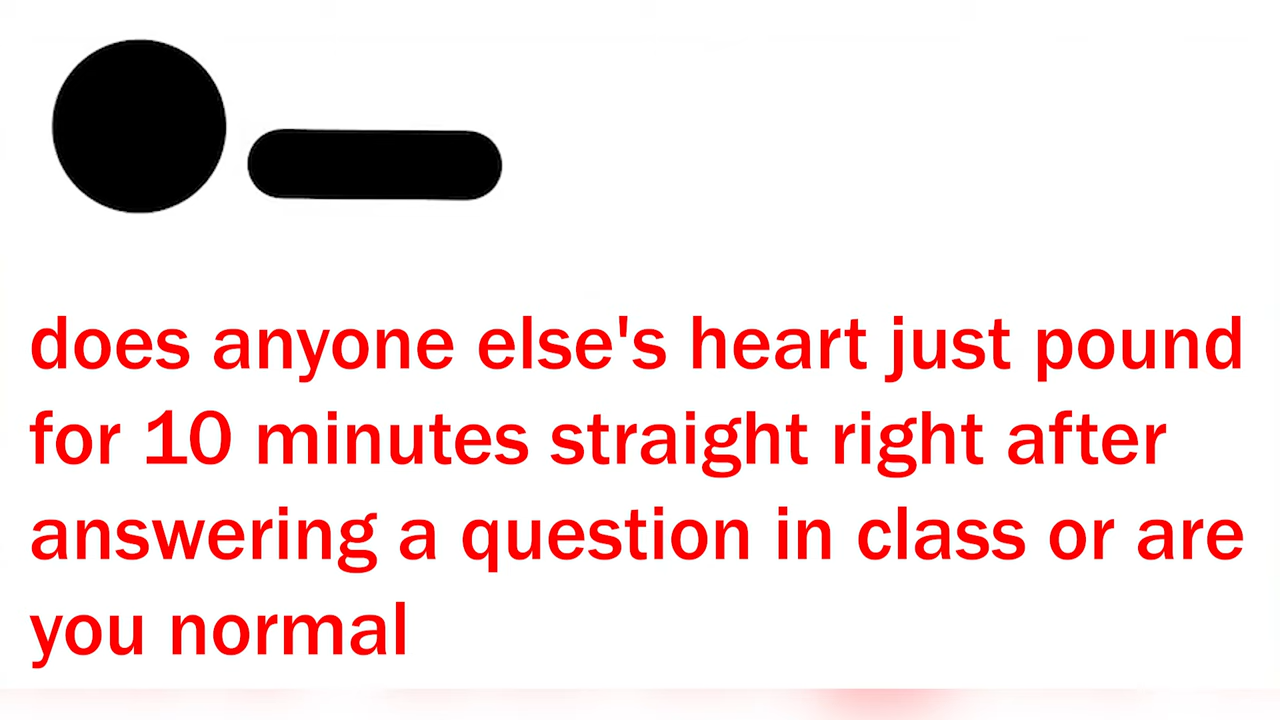 does anyone else's heart just pound
for 10 minutes straight right after
answering a question in class or are
you normal